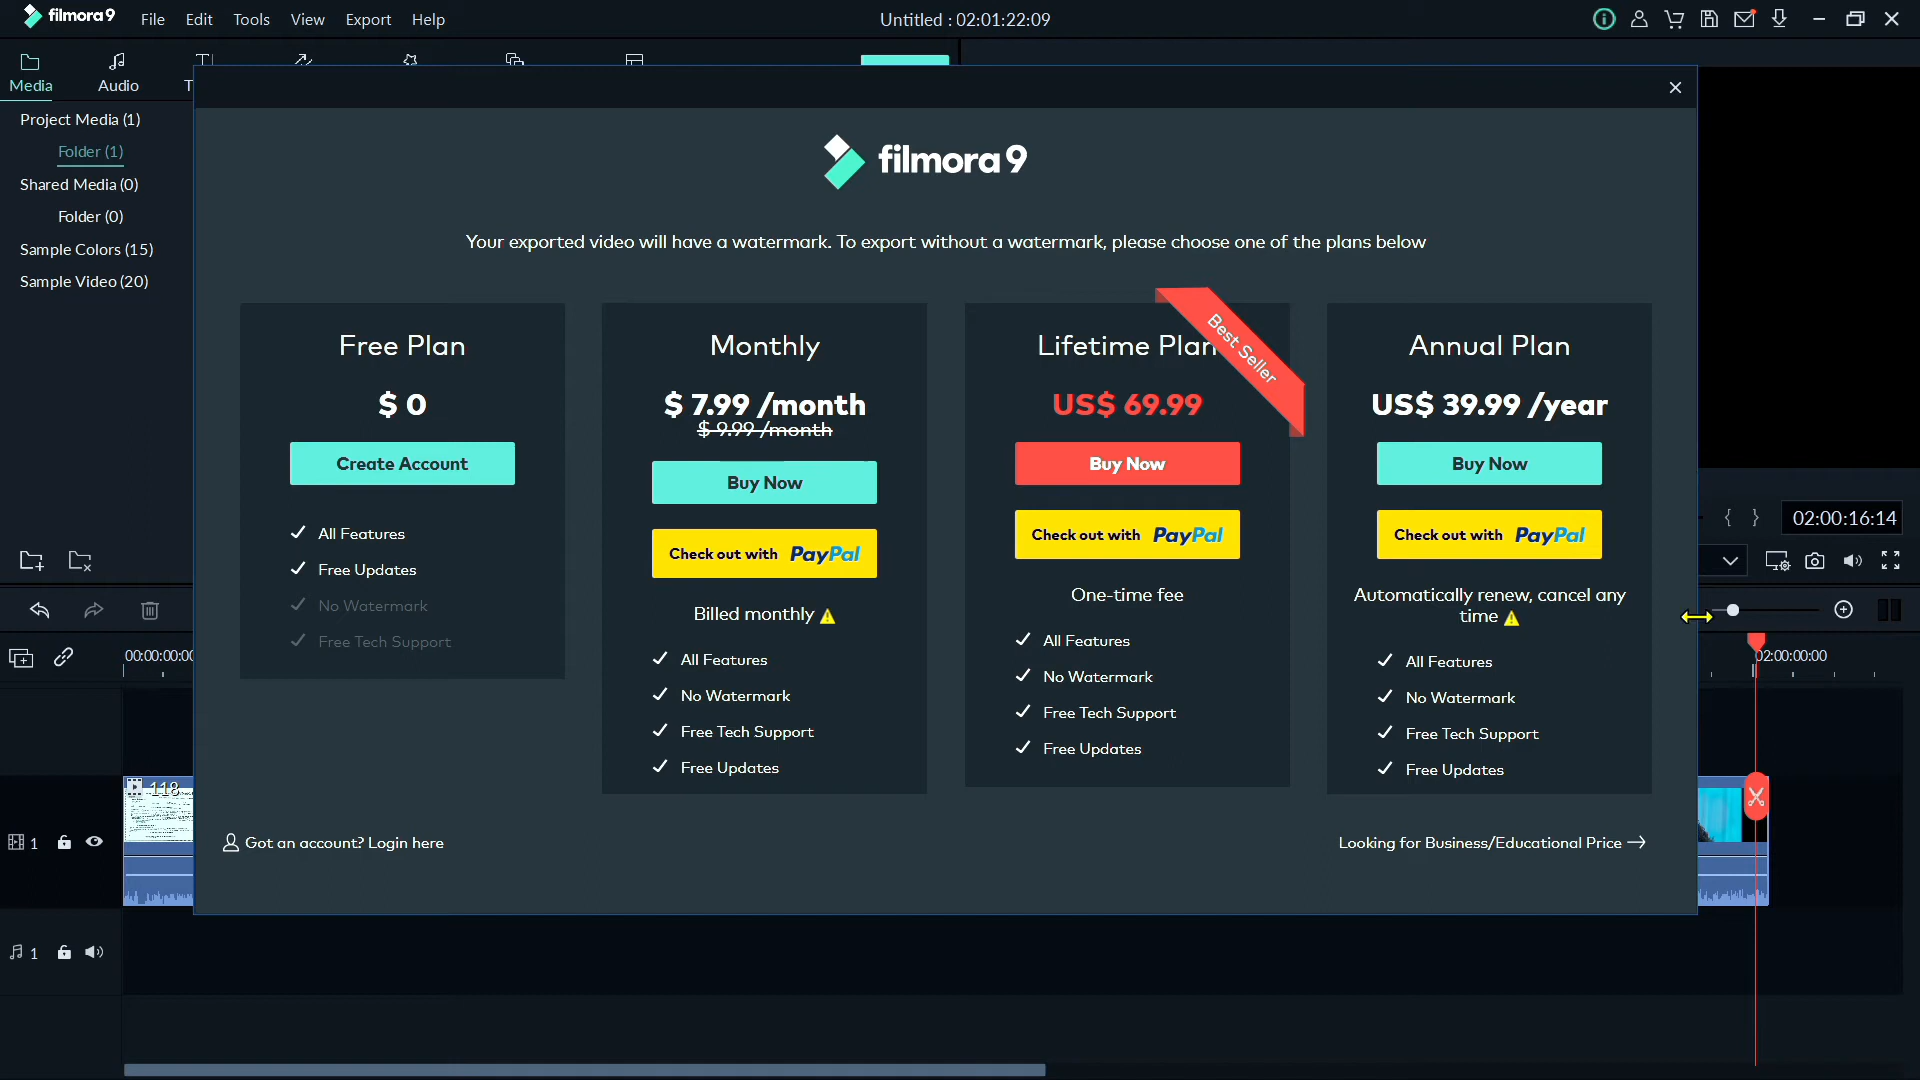 filmora9 File Edit Tools View Export Help Untitled : 02:01:22:09
Media Audio
Project Media (1)
Folder (1)
Shared Media (0)
Folder (0)
Sample Colors (15)
Sample Video (20)
filmora9
Your exported video will have a watermark. To export without a watermark, please choose one of the plans below
Free Plan
$ 0
Create Account
All Features
Free Updates
No Watermark
Free Tech Support
Monthly
$ 7.99 /month
$ 9.99 /month
Buy Now
Check out with PayPal
Billed monthly
All Features
No Watermark
Free Tech Support
Free Updates
Lifetime Plan
Best Seller
US$ 69.99
Buy Now
Check out with PayPal
One-time fee
All Features
No Watermark
Free Tech Support
Free Updates
Annual Plan
US$ 39.99 /year
Buy Now
Check out with PayPal
Automatically renew, cancel any
time
All Features
No Watermark
Free Tech Support
Free Updates
Got an account? Login here
Looking for Business/Educational Price
02:00:16:14
00:00:00:00
02:00:00:00
118
1
1